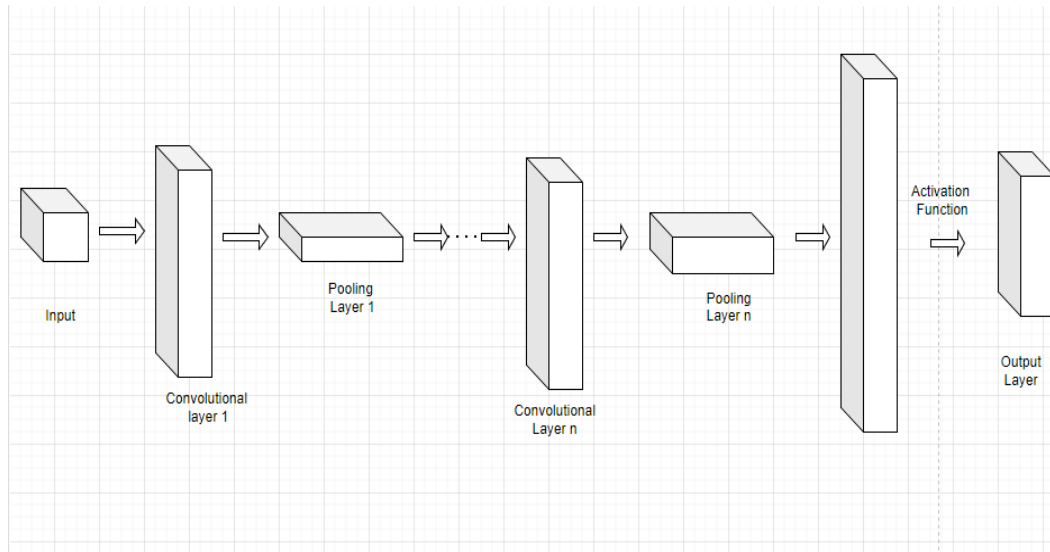 Input
Convolutional
layer 1
Pooling
Layer 1
Convolutional
Layer n
Pooling
Layer n
Activation
Function
Output
Layer